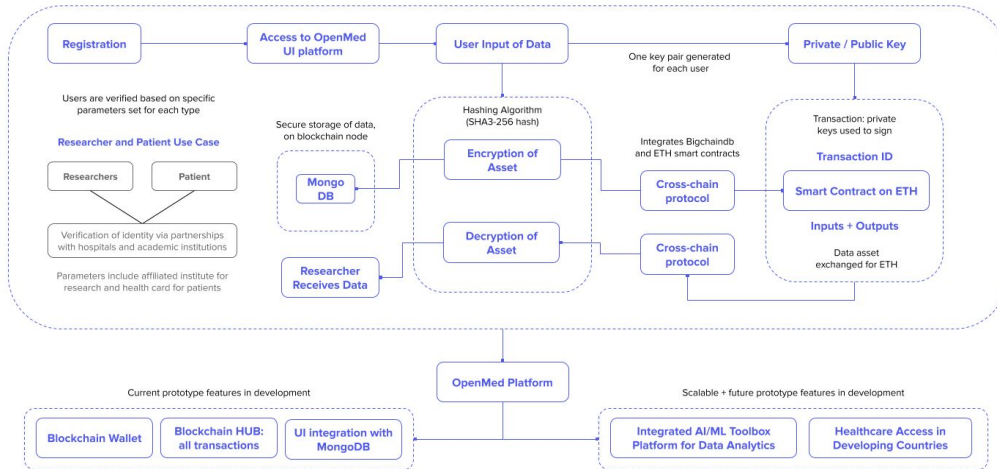 Registration
Access to OpenMed
UI platform
User Input of Data
Private / Public Key
One key pair generated
for each user
Users are verified based on specific
parameters set for each type
Researcher and Patient Use Case
Researchers
Patient
Verification of identity via partnerships
with hospitals and academic institutions
Parameters include affiliated institute for
research and health card for patients
Secure storage of data,
on blockchain node
Mongo
DB
Researcher
Receives Data
Hashing Algorithm
(SHA3-256 hash)
Encryption of
Asset
Decryption of
Asset
Integrates Bigchaindb
and ETH smart contracts
Cross-chain
protocol
Cross-chain
protocol
Transaction: private
keys used to sign
Transaction ID
Smart Contract on ETH
Inputs + Outputs
Data asset
exchanged for ETH
OpenMed Platform
Current prototype features in development
Blockchain Wallet
Blockchain HUB:
all transactions
UI integration with
MongoDB
Scalable + future prototype features in development
Integrated AI/ML Toolbox
Platform for Data Analytics
Healthcare Access in
Developing Countries